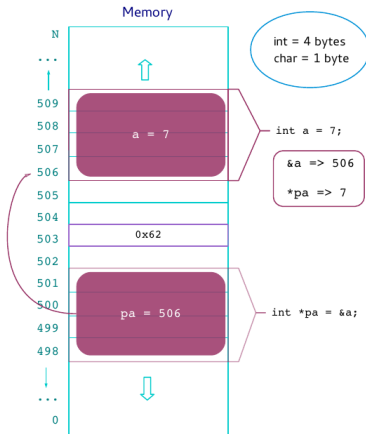 Memory
N
...
509
508
507
506
505
504
503
502
501
500
499
498
...
0
a = 7
0x62
pa = 506
int = 4 bytes
char = 1 byte
int a = 7;
&a => 506
*pa => 7
int *pa = &a;